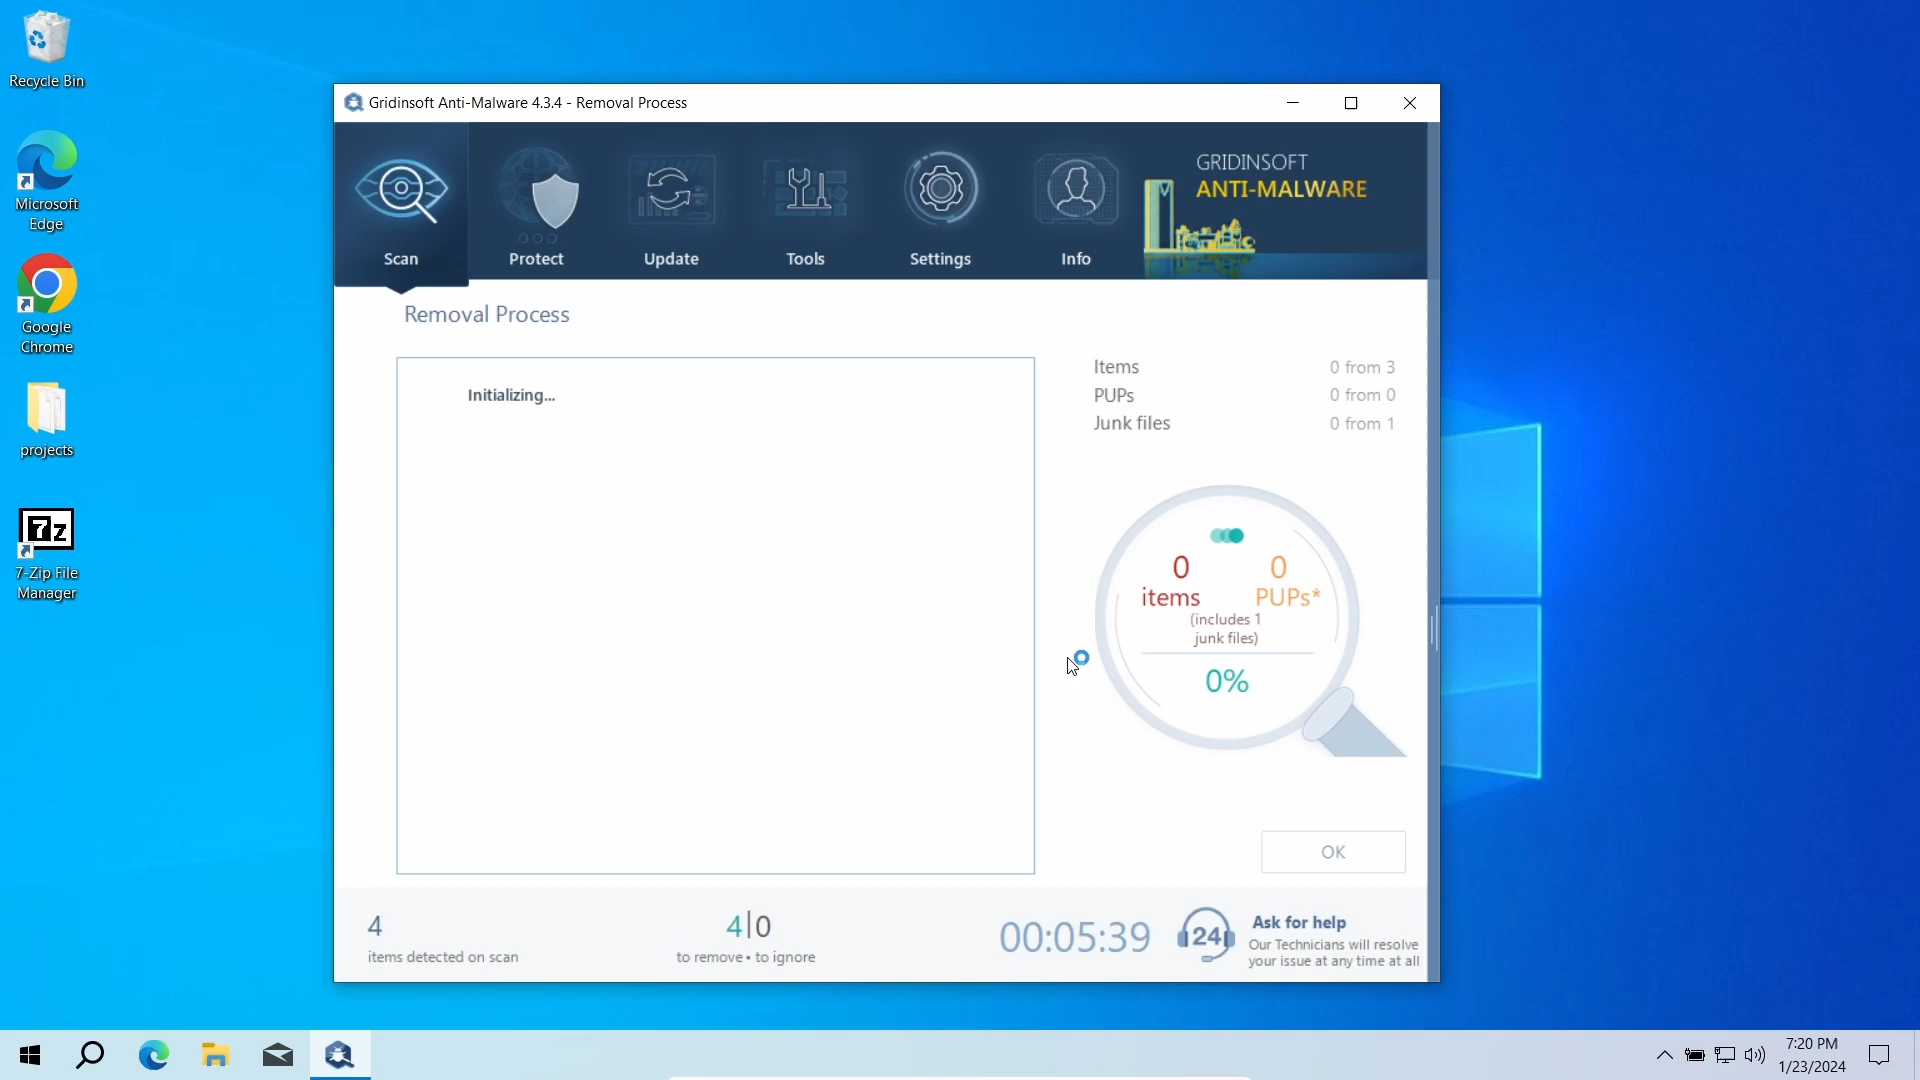 Recycle Bin
Microsoft
Edge
Google
Chrome
projects
7z
7-Zip File
Manager
Gridinsoft Anti-Malware 4.3.4 - Removal Process
Scan
Protect
Update
Tools
Settings
Info
GRIDINSOFT
ANTI-MALWARE
Removal Process
Initializing...
Items 0 from 3
PUPs 0 from 0
Junk files 0 from 1
0 0
items PUPs*
(includes 1
junk files)
0%
OK
4
items detected on scan
4|0
to remove • to ignore
00:05:39
24
Ask for help
Our Technicians will resolve
your issue at any time at all
7:20 PM
1/23/2024